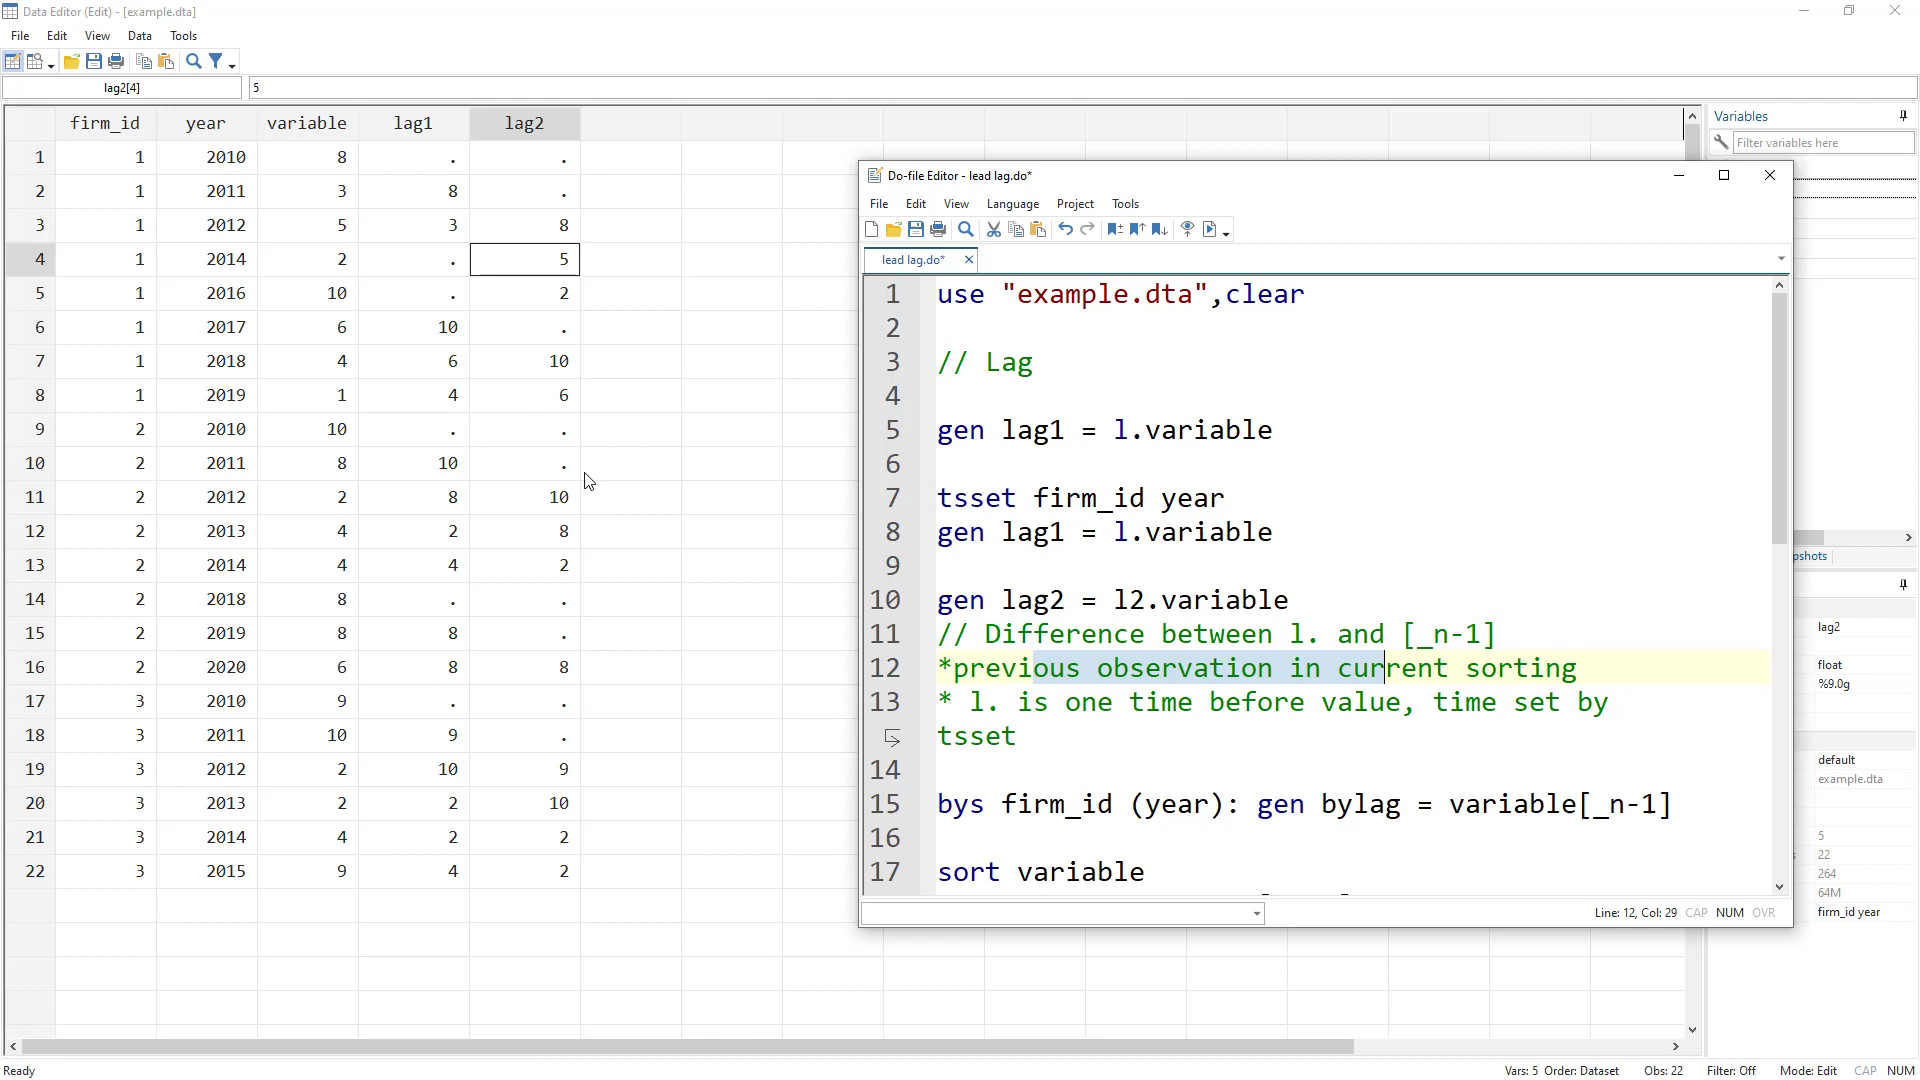 Data Editor (Edit) - [example.dta]
File Edit View Data Tools
lag2[4] 5
firm_id year variable lag1 lag2
1 1 2010 8 . .
2 1 2011 3 8 .
3 1 2012 5 3 8
4 1 2014 2 . 5
5 1 2016 10 . 2
6 1 2017 6 10 .
7 1 2018 4 6 10
8 1 2019 1 4 6
9 2 2010 10 . .
10 2 2011 8 10 .
11 2 2012 2 8 10
12 2 2013 4 2 8
13 2 2014 4 4 2
14 2 2018 8 . .
15 2 2019 8 8 .
16 2 2020 6 8 8
17 3 2010 9 . .
18 3 2011 10 9 .
19 3 2012 2 10 9
20 3 2013 2 2 10
21 3 2014 4 2 2
22 3 2015 9 4 2
Do-file Editor - lead lag.do*
File Edit View Language Project Tools
lead lag.do*
1 use "example.dta",clear
2
3 // Lag
4
5 gen lag1 = l.variable
6
7 tsset firm_id year
8 gen lag1 = l.variable
9
10 gen lag2 = l2.variable
11 // Difference between l. and [_n-1]
12 *previous observation in current sorting
13 * l. is one time before value, time set by
tsset
14
15 bys firm_id (year): gen bylag = variable[_n-1]
16
17 sort variable
Line: 12, Col: 29 CAP NUM OVR
Variables
Filter variables here
pshots
lag2
float
%9.0g
default
example.dta
5
s 22
264
64M
firm_id year
Ready Vars: 5 Order: Dataset Obs: 22 Filter: Off Mode: Edit CAP NUM